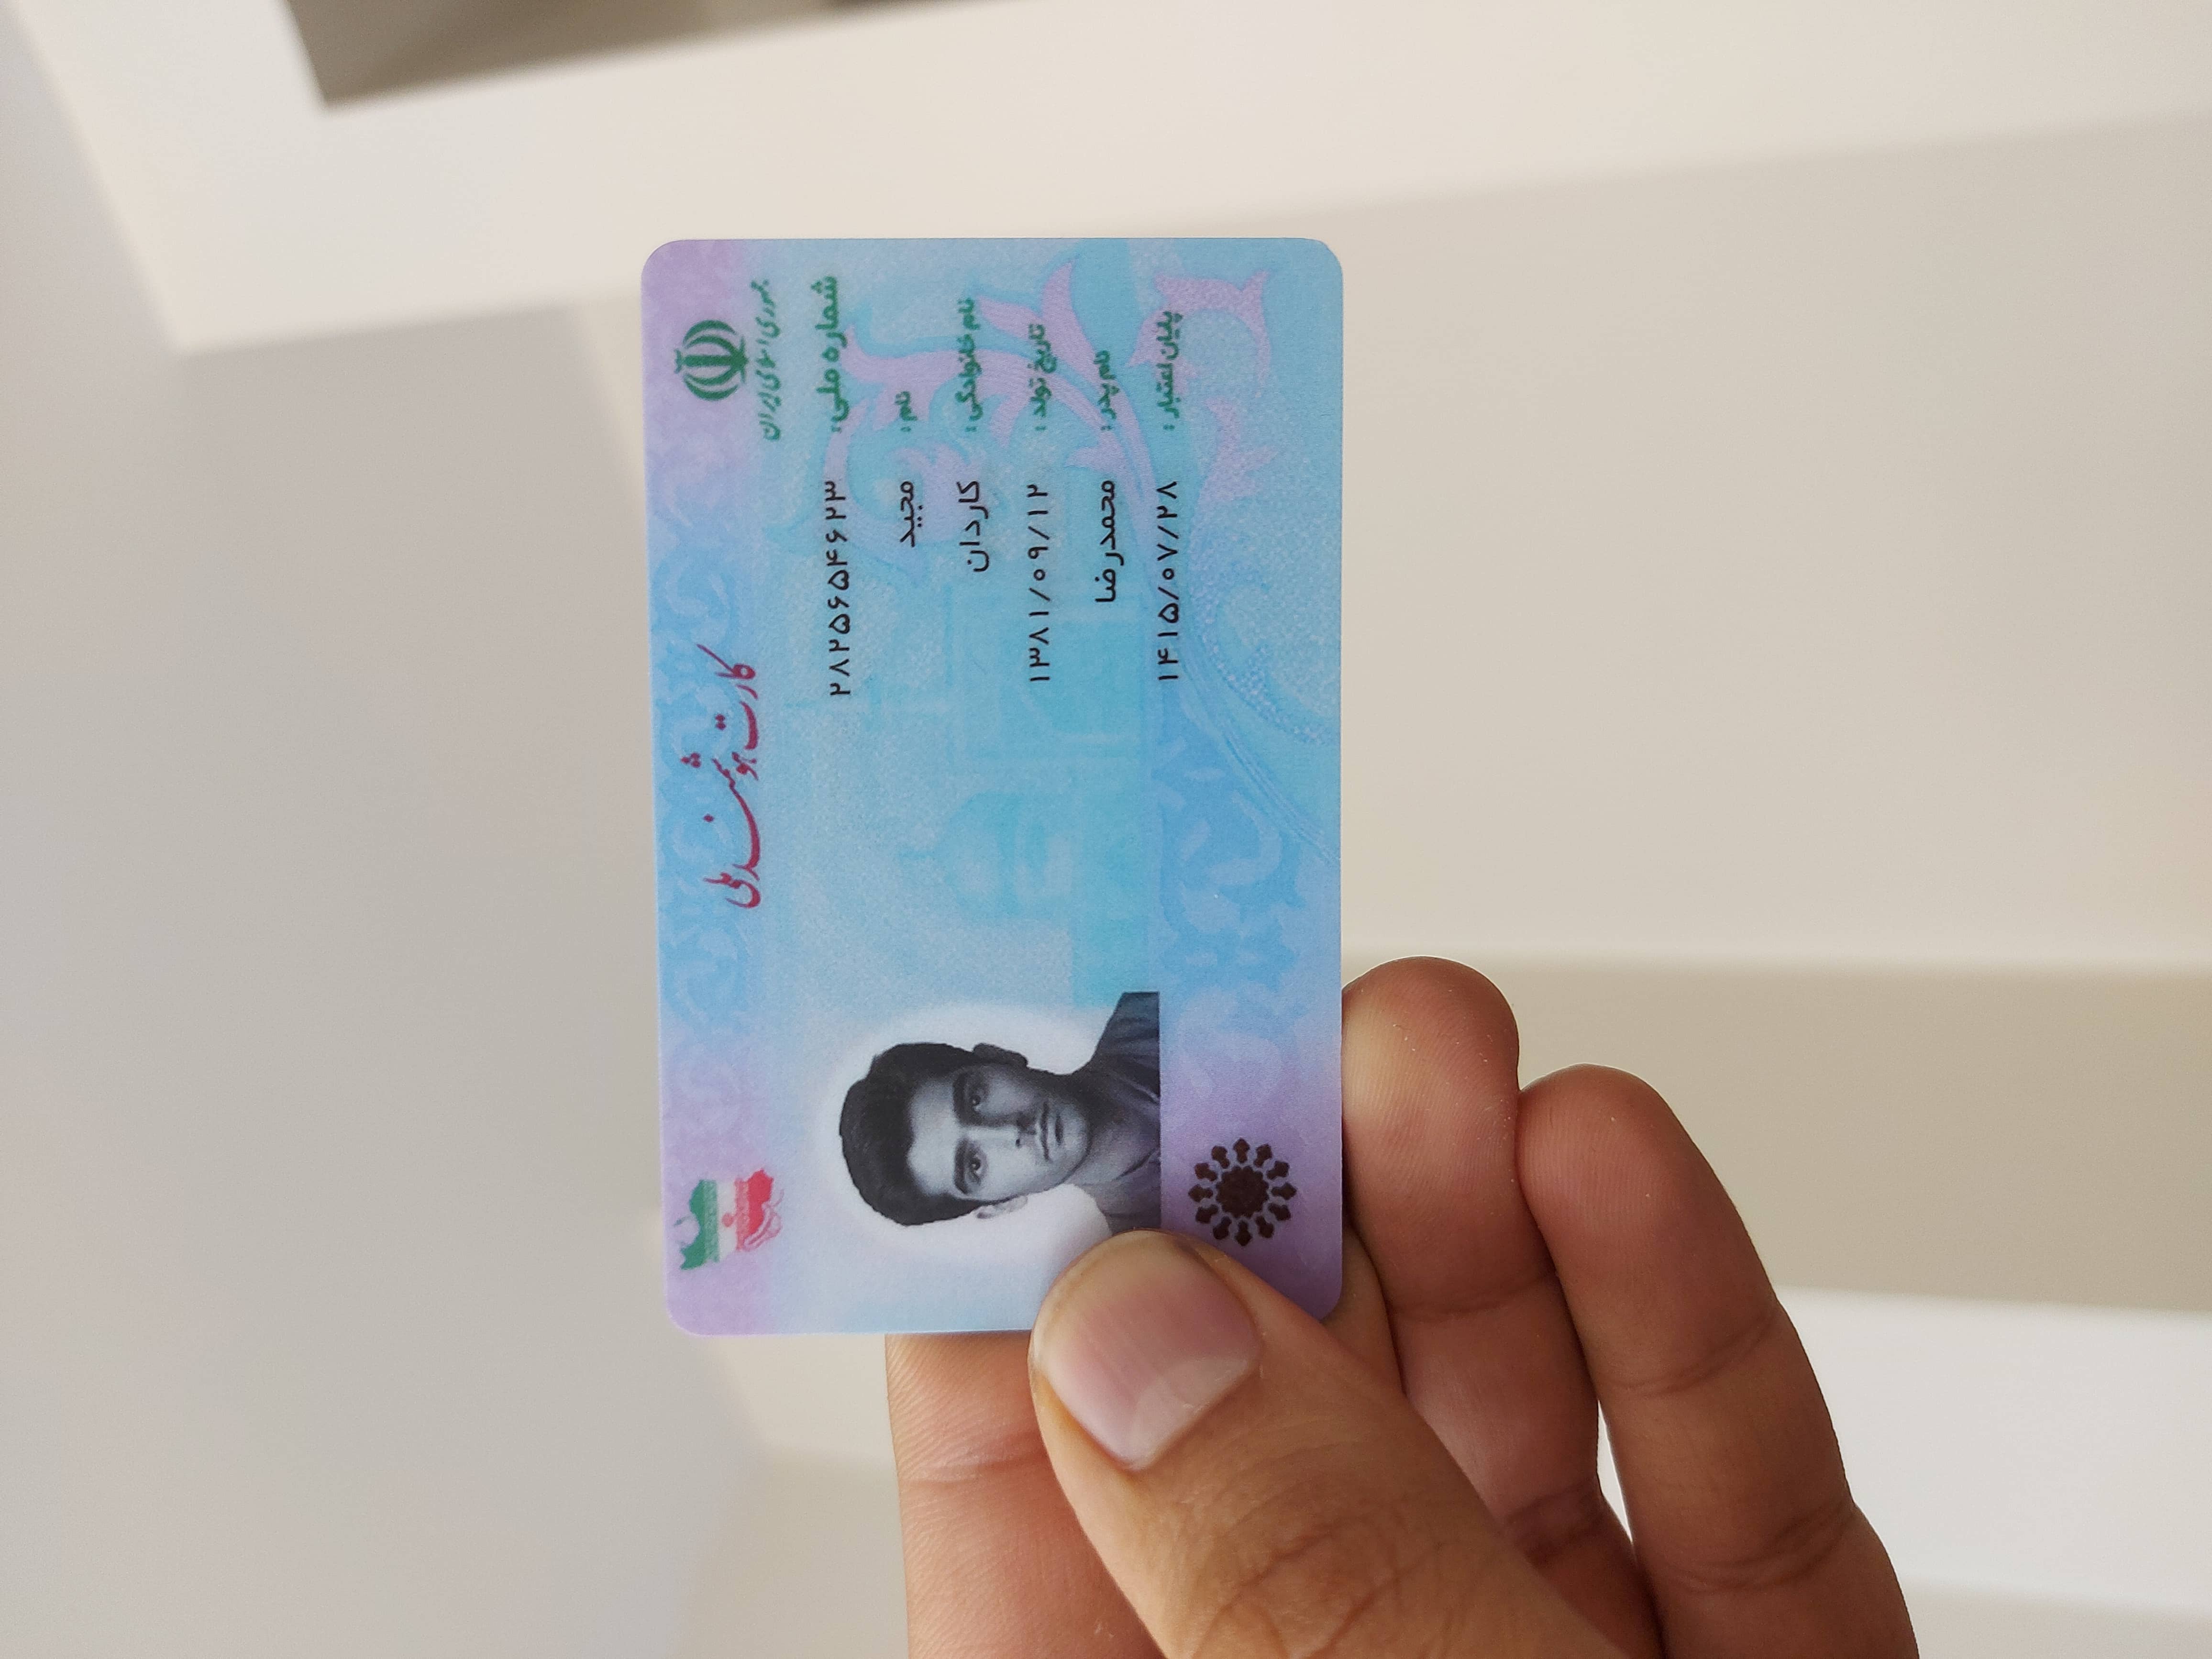 جمهوری اسلامی ایران
کارت هوشمند ملی
شماره ملی: ۲۸۲۵۶۵۴۶۲۳
نام: مجید
نام خانوادگی: کاردان
تاریخ تولد: ۱۳۸۱/۰۹/۱۲
نام پدر: محمدرضا
پایان اعتبار: ۱۴۱۵/۰۷/۲۸